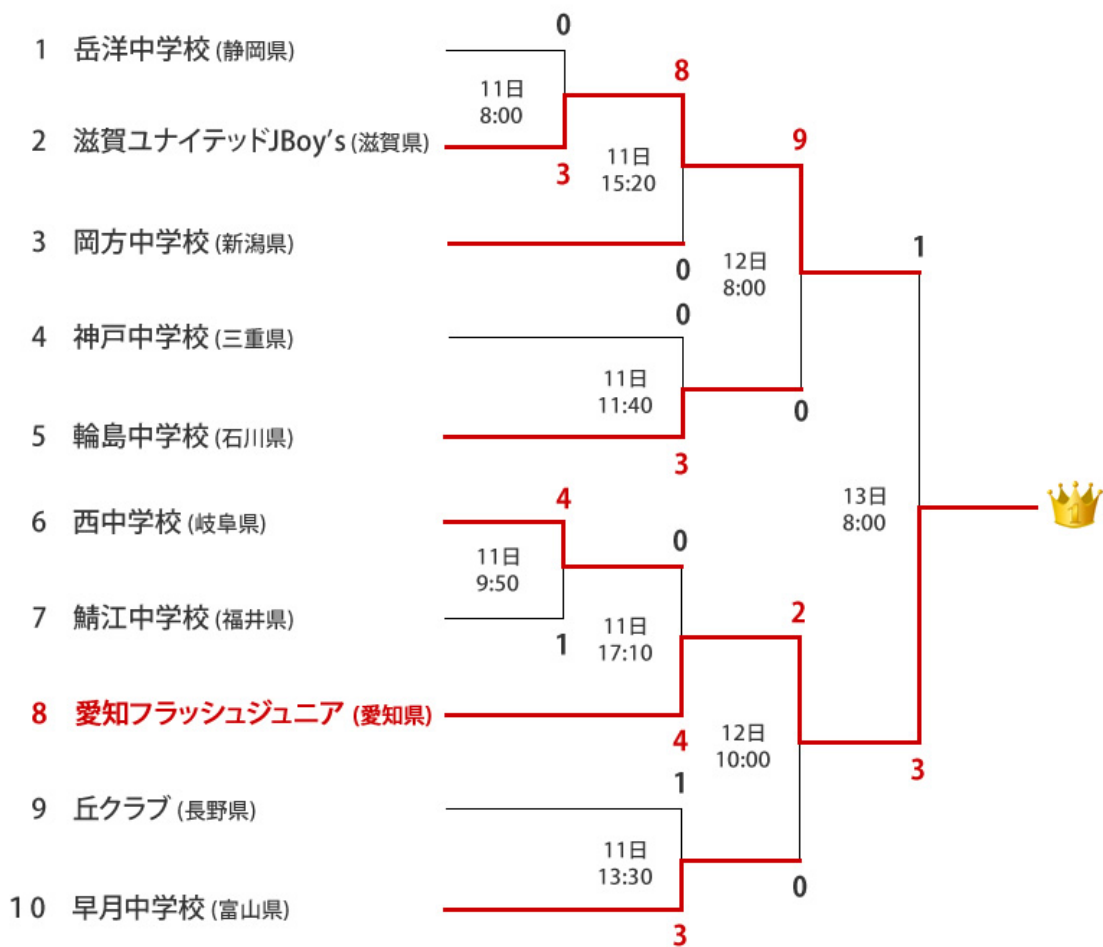 0
1 岳洋中学校 (静岡県)
8
11日
8:00
2 滋賀ユナイテッドJBoy's (滋賀県)
9
3
11日
15:20
3 岡方中学校 (新潟県)
1
0
12日
8:00
0
4 神戸中学校 (三重県)
11日
11:40
0
5 輪島中学校 (石川県)
3
4
13日
8:00
1
6 西中学校 (岐阜県)
0
11日
9:50
7 鯖江中学校 (福井県)
2
1
11日
17:10
8 愛知フラッシュジュニア (愛知県)
4
12日
10:00
3
1
9 丘クラブ (長野県)
11日
13:30
0
10 早月中学校 (富山県)
3